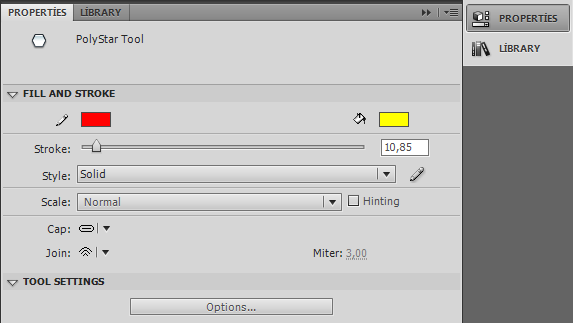 PROPERTİES
LİBRARY
PolyStar Tool
FILL AND STROKE
Stroke:
10,85
Style:
Solid
Scale:
Normal
Hinting
Cap:
Join:
Miter: 3,00
TOOL SETTINGS
Options...
PROPERTİES
LİBRARY